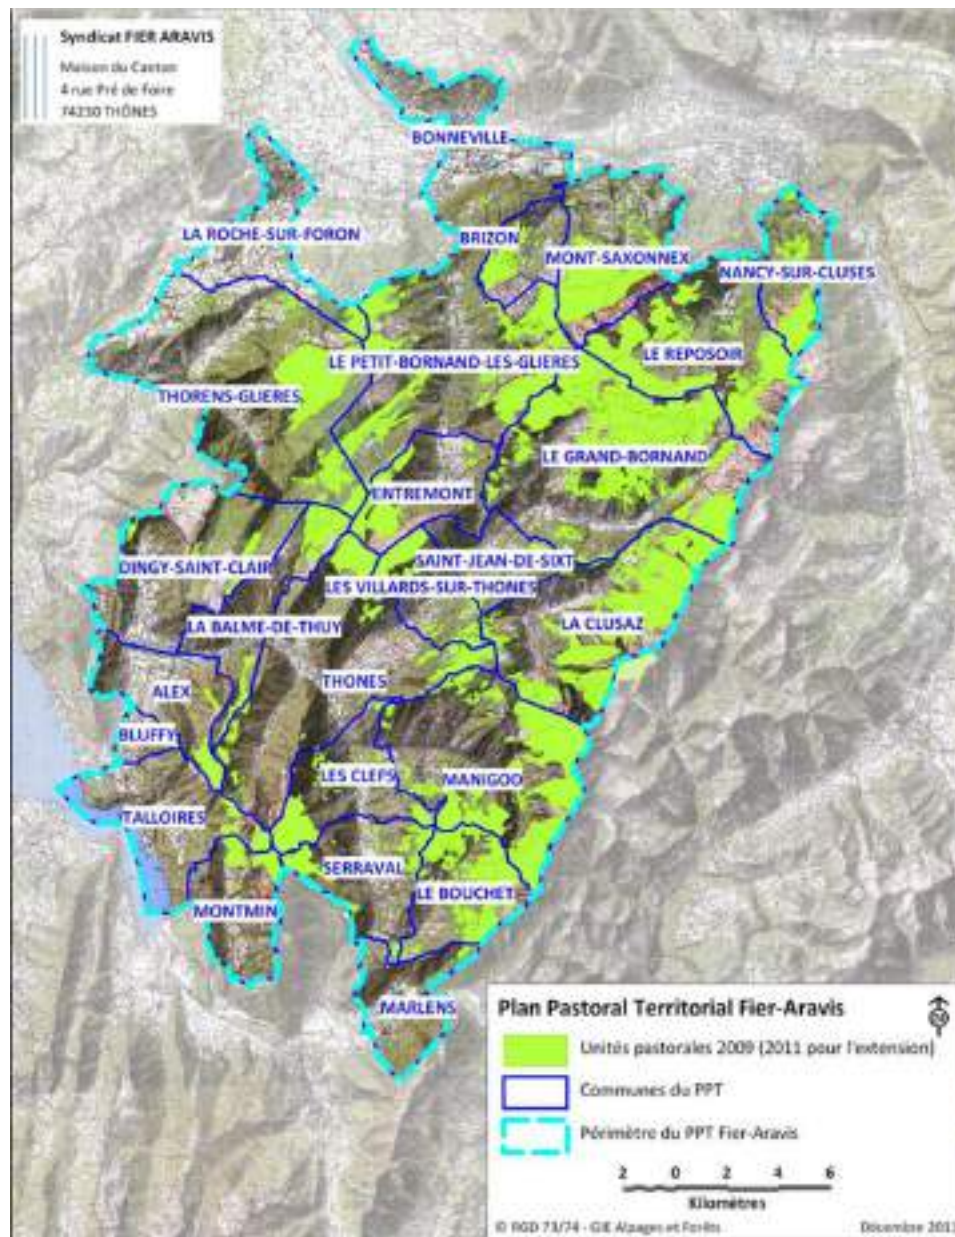 Syndicat FIER ARAVIS
Maison du Canton
4 rue Pré de Foire
74230 THÔNES
BONNEVILLE
LA ROCHE-SUR-FORON
BRIZON
MONT-SAXONNEX
NANCY-SUR-CLUSES
LE PETIT-BORNAND-LES-GLIERES
LE REPOSOIR
THORENS-GLIERES
LE GRAND-BORNAND
ENTREMONT
DINGY-SAINT-CLAIR
SAINT-JEAN-DE-SIXT
LES VILLARDS-SUR-THONES
LA BALME-DE-THUY
LA CLUSAZ
THONES
ALEX
BLUFFY
LES CLEFS
MANIGOD
TALLOIRES
SERRAVAL
LE BOUCHET
MONTMIN
MARLENS
Plan Pastoral Territorial Fier-Aravis
Unités pastorales 2009 (2011 pour l'extension)
Communes du PPT
Périmètre du PPT Fier-Aravis
2 0 2 4 6
Kilomètres
© RGD 73/74 - GIE Alpages et Forêts
Décembre